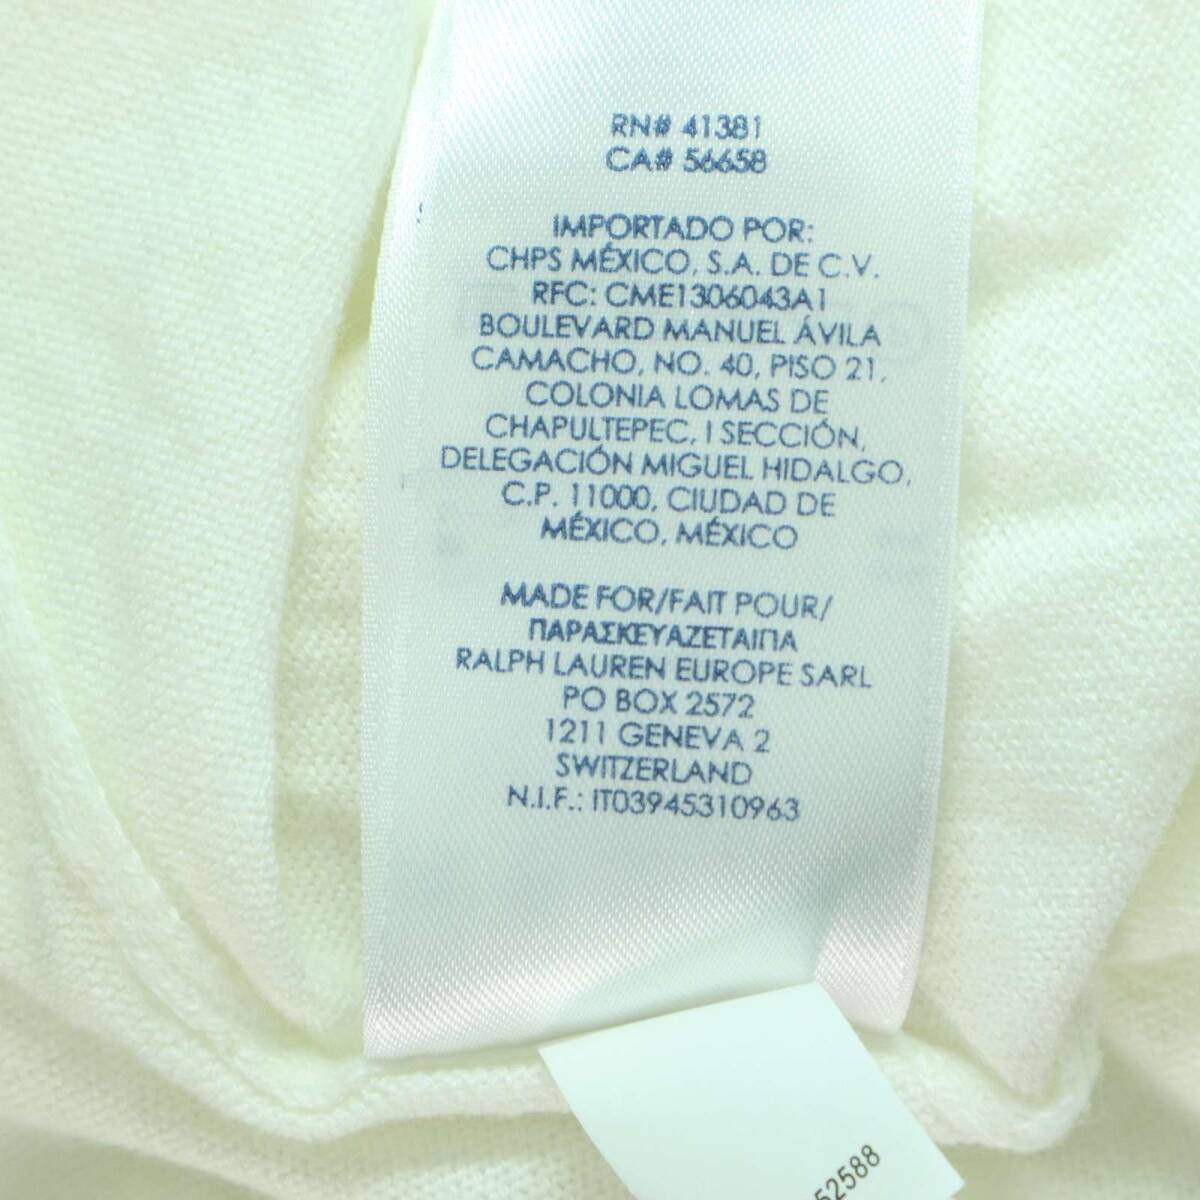 RN# 41381
CA# 56658
IMPORTADO POR:
CHPS MÉXICO, S.A. DE C.V.
RFC: CME1306043A1
BOULEVARD MANUEL ÁVILA
CAMACHO, NO. 40, PISO 21,
COLONIA LOMAS DE
CHAPULTEPEC, I SECCIÓN,
DELEGACIÓN MIGUEL HIDALGO,
C.P. 11000, CIUDAD DE
MÉXICO, MÉXICO
MADE FOR/FAIT POUR/
ΠΑΡΑΣΚΕΥΑΖΕΤΑΙΓΙΑ
RALPH LAUREN EUROPE SARL
PO BOX 2572
1211 GENEVA 2
SWITZERLAND
N.I.F.: IT03945310963
52588